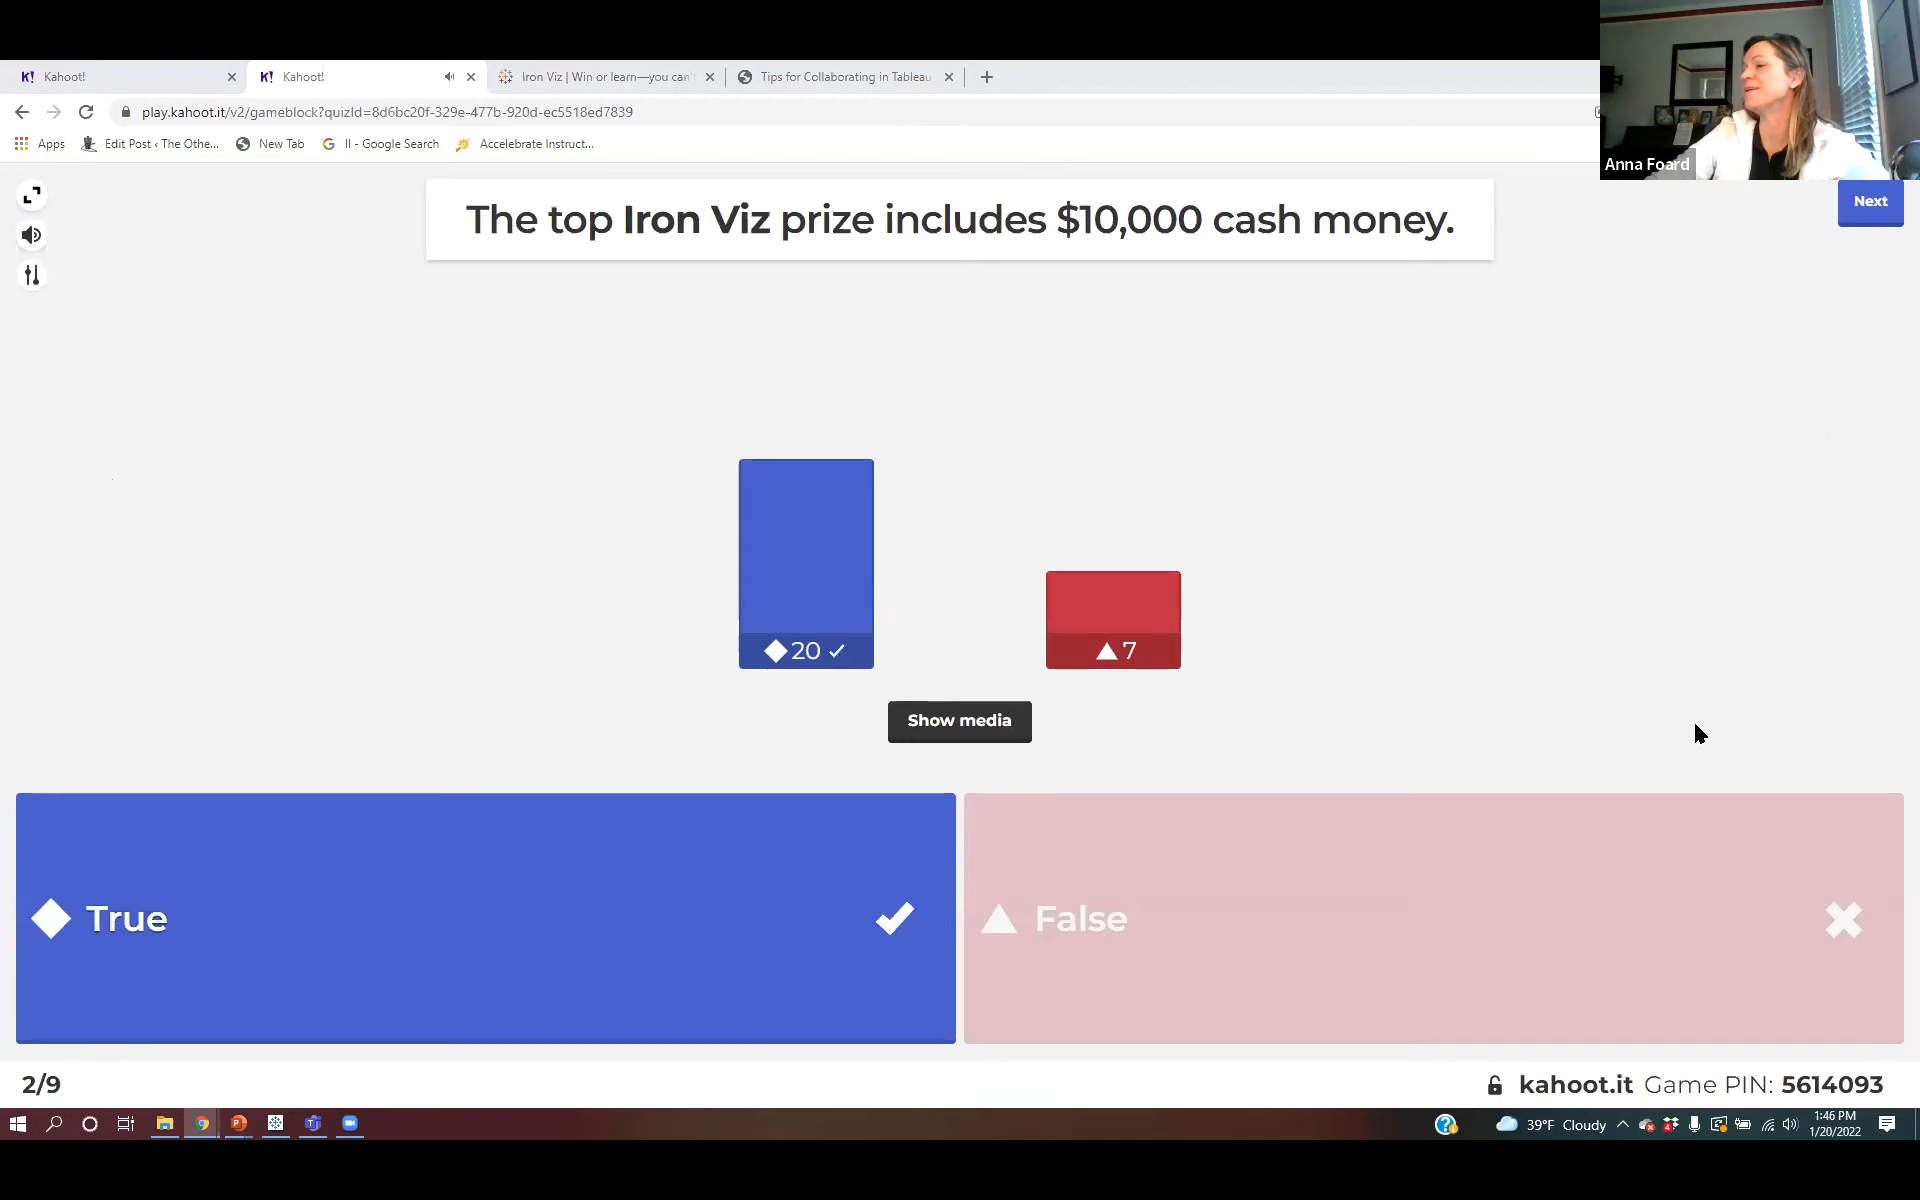 Kahoot!
Kahoot!
Iron Viz | Win or learn—you can'
Tips for Collaborating in Tableau
play.kahoot.it/v2/gameblock?quizId=8d6bc20f-329e-477b-920d-ec5518ed7839
Apps
Edit Post ‹ The Othe...
New Tab
ll - Google Search
Accelebrate Instruct...
Anna Foard
Next
The top Iron Viz prize includes $10,000 cash money.
20
7
Show media
True
False
2/9
kahoot.it Game PIN: 5614093
39°F Cloudy
1:46 PM
1/20/2022